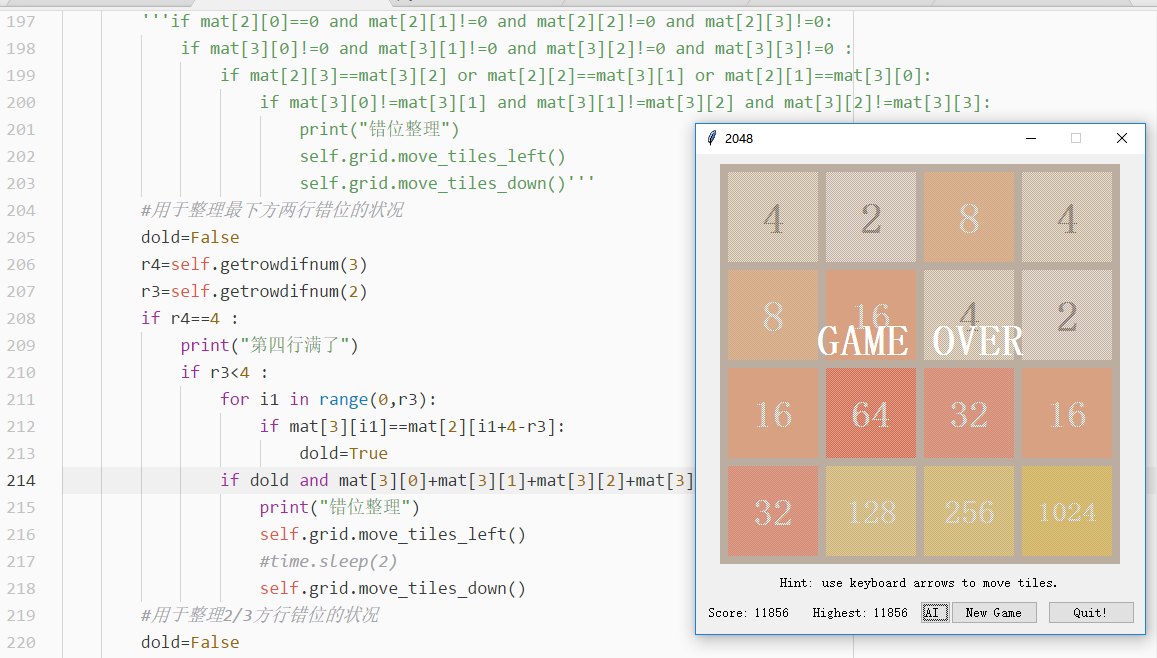 197 '''if mat[2][0]==0 and mat[2][1]!=0 and mat[2][2]!=0 and mat[2][3]!=0:
198 if mat[3][0]!=0 and mat[3][1]!=0 and mat[3][2]!=0 and mat[3][3]!=0 :
199 if mat[2][3]==mat[3][2] or mat[2][2]==mat[3][1] or mat[2][1]==mat[3][0]:
200 if mat[3][0]!=mat[3][1] and mat[3][1]!=mat[3][2] and mat[3][2]!=mat[3][3]:
201 print("错位整理")
202 self.grid.move_tiles_left()
203 self.grid.move_tiles_down()'''
204 #用于整理最下方两行错位的状况
205 dold=False
206 r4=self.getrowdifnum(3)
207 r3=self.getrowdifnum(2)
208 if r4==4 :
209 print("第四行满了")
210 if r3<4 :
211 for i1 in range(0,r3):
212 if mat[3][i1]==mat[2][i1+4-r3]:
213 dold=True
214 if dold and mat[3][0]+mat[3][1]+mat[3][2]+mat[3]
215 print("错位整理")
216 self.grid.move_tiles_left()
217 #time.sleep(2)
218 self.grid.move_tiles_down()
219 #用于整理2/3方行错位的状况
220 dold=False
2048
4 2 8 4
8 16 4 2
GAME OVER
16 64 32 16
32 128 256 1024
Hint: use keyboard arrows to move tiles.
Score: 11856 Highest: 11856 AI New Game Quit!